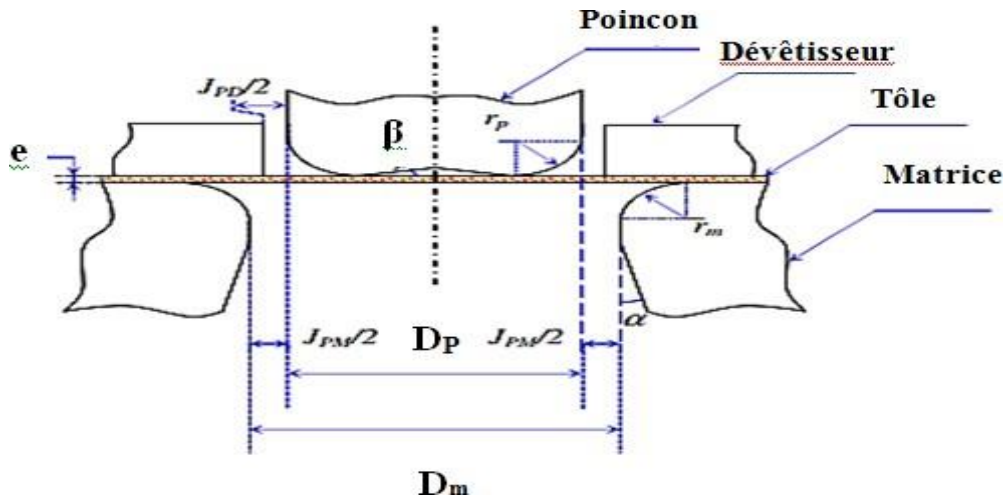 Poincon
Dévêtisseur
J_PD/2
Tôle
β
r_p
e
Matrice
r_m
α
J_PM/2
D_P
J_PM/2
D_m